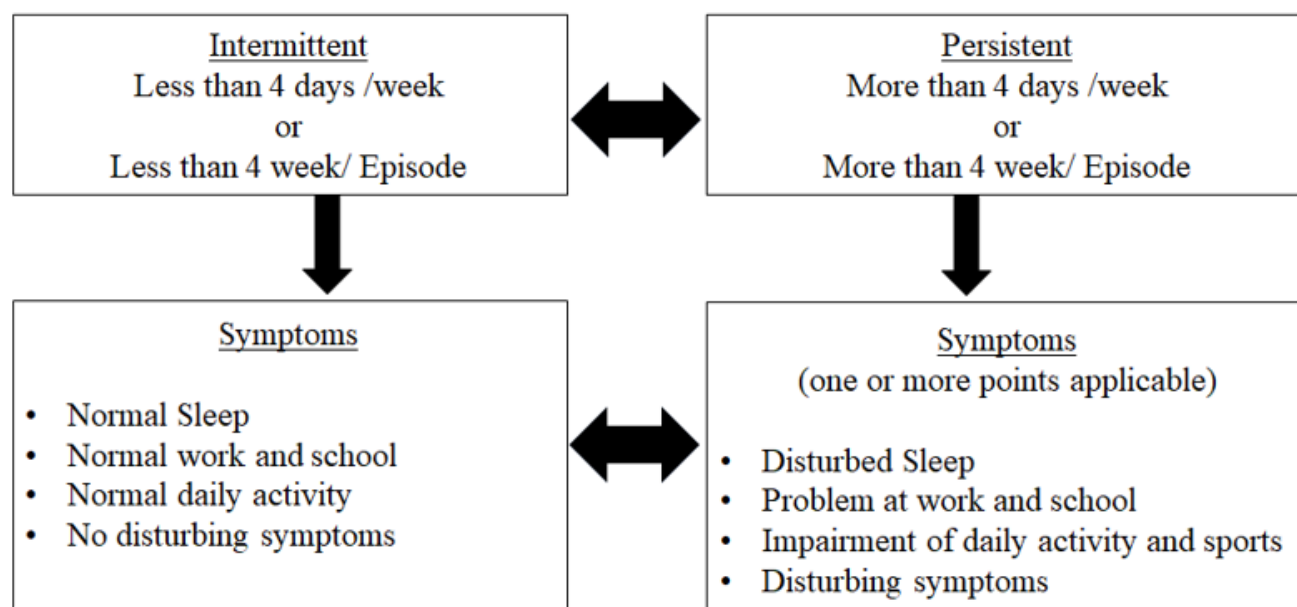 Intermittent
Less than 4 days /week
or
Less than 4 week/ Episode
Persistent
More than 4 days /week
or
More than 4 week/ Episode
Symptoms
• Normal Sleep
• Normal work and school
• Normal daily activity
• No disturbing symptoms
Symptoms
(one or more points applicable)
• Disturbed Sleep
• Problem at work and school
• Impairment of daily activity and sports
• Disturbing symptoms